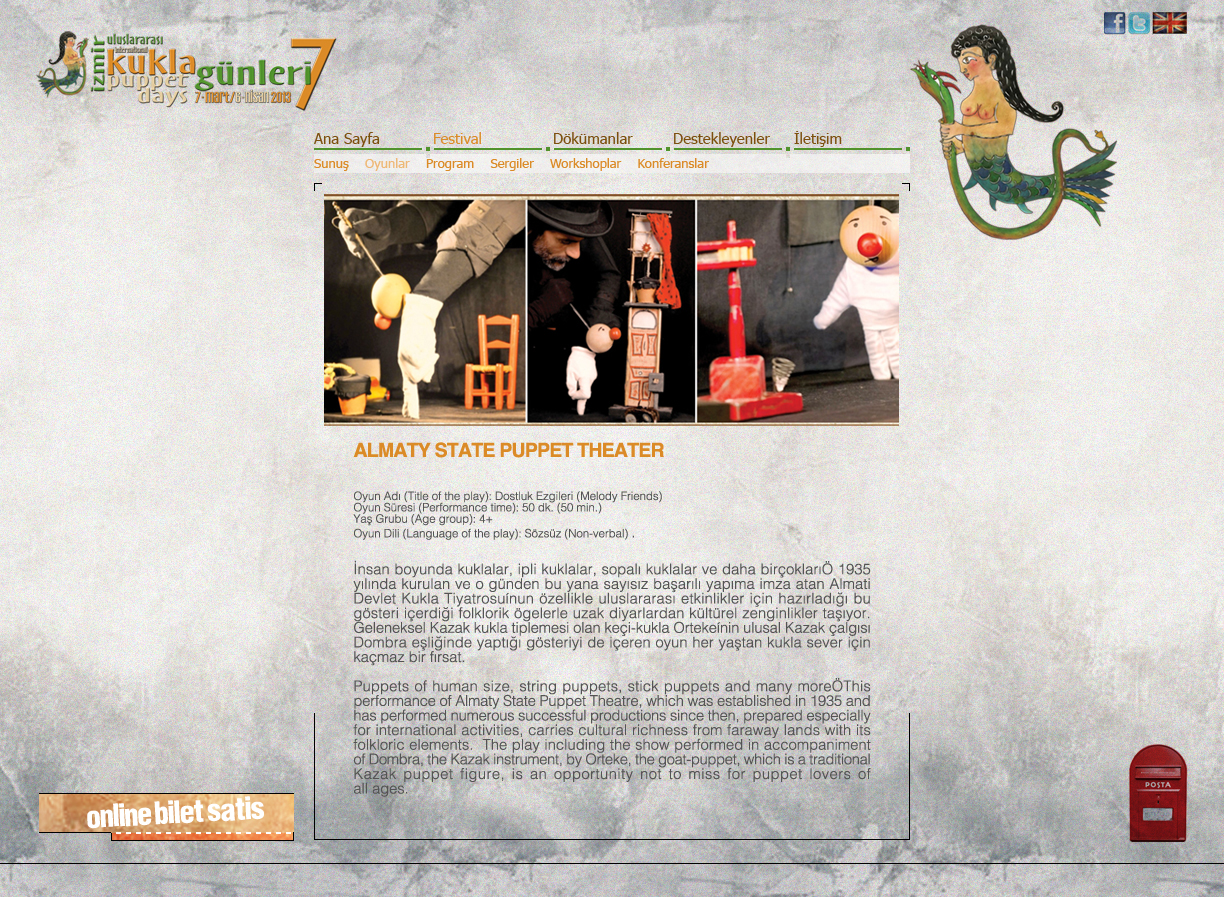 uluslararası
international
izmir
kukla
puppet
günleri
7
days
7-mart/8-nisan 2013
Ana Sayfa
Festival
Dökümanlar
Destekleyenler
İletişim
Sunuş
Oyunlar
Program
Sergiler
Workshoplar
Konferanslar
ALMATY STATE PUPPET THEATER
Oyun Adı (Title of the play): Dostluk Ezgileri (Melody Friends)
Oyun Süresi (Performance time): 50 dk. (50 min.)
Yaş Grubu (Age group): 4+
Oyun Dili (Language of the play): Sözsüz (Non-verbal) .
İnsan boyunda kuklalar, ipli kuklalar, sopalı kuklalar ve daha birçoklarıÖ 1935
yılında kurulan ve o günden bu yana sayısız başarılı yapıma imza atan Almati
Devlet Kukla Tiyatrosuínun özellikle uluslararası etkinlikler için hazırladığı bu
gösteri içerdiği folklorik ögelerle uzak diyarlardan kültürel zenginlikler taşıyor.
Geleneksel Kazak kukla tiplemesi olan keçi-kukla Ortekeínin ulusal Kazak çalgısı
Dombra eşliğinde yaptığı gösteriyi de içeren oyun her yaştan kukla sever için
kaçmaz bir fırsat.
Puppets of human size, string puppets, stick puppets and many moreÖThis
performance of Almaty State Puppet Theatre, which was established in 1935 and
has performed numerous successful productions since then, prepared especially
for international activities, carries cultural richness from faraway lands with its
folkloric elements. The play including the show performed in accompaniment
of Dombra, the Kazak instrument, by Orteke, the goat-puppet, which is a traditional
Kazak puppet figure, is an opportunity not to miss for puppet lovers of
all ages.
POSTA
online bilet satis